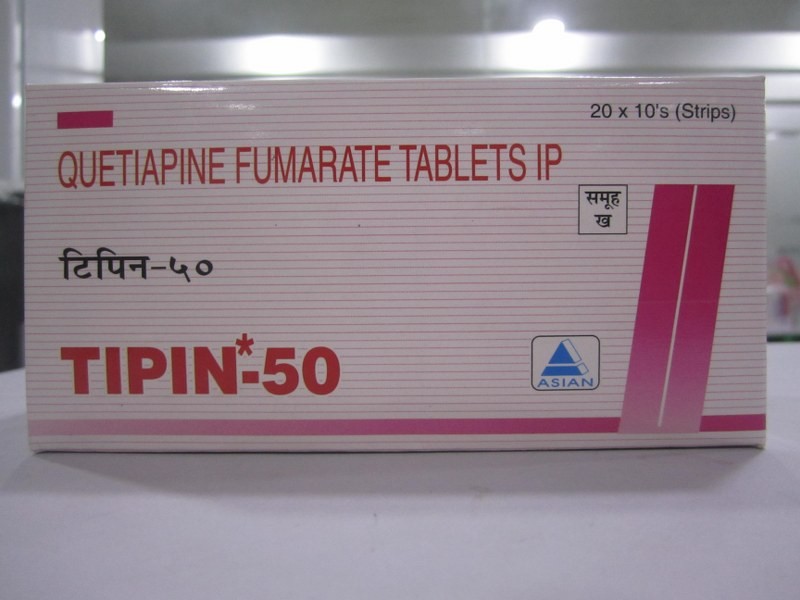 20 x 10's (Strips)
QUETIAPINE FUMARATE TABLETS IP
समूह
ख
टिपिन-५०
TIPIN*-50
ASIAN